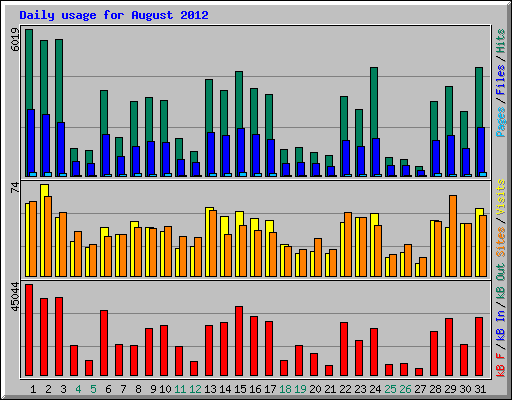 Daily usage for August 2012
6019
74
45044
Pages / Files / Hits
Sites / Visits
kB F / kB In / kB Out
1 2 3 4 5 6 7 8 9 10 11 12 13 14 15 16 17 18 19 20 21 22 23 24 25 26 27 28 29 30 31